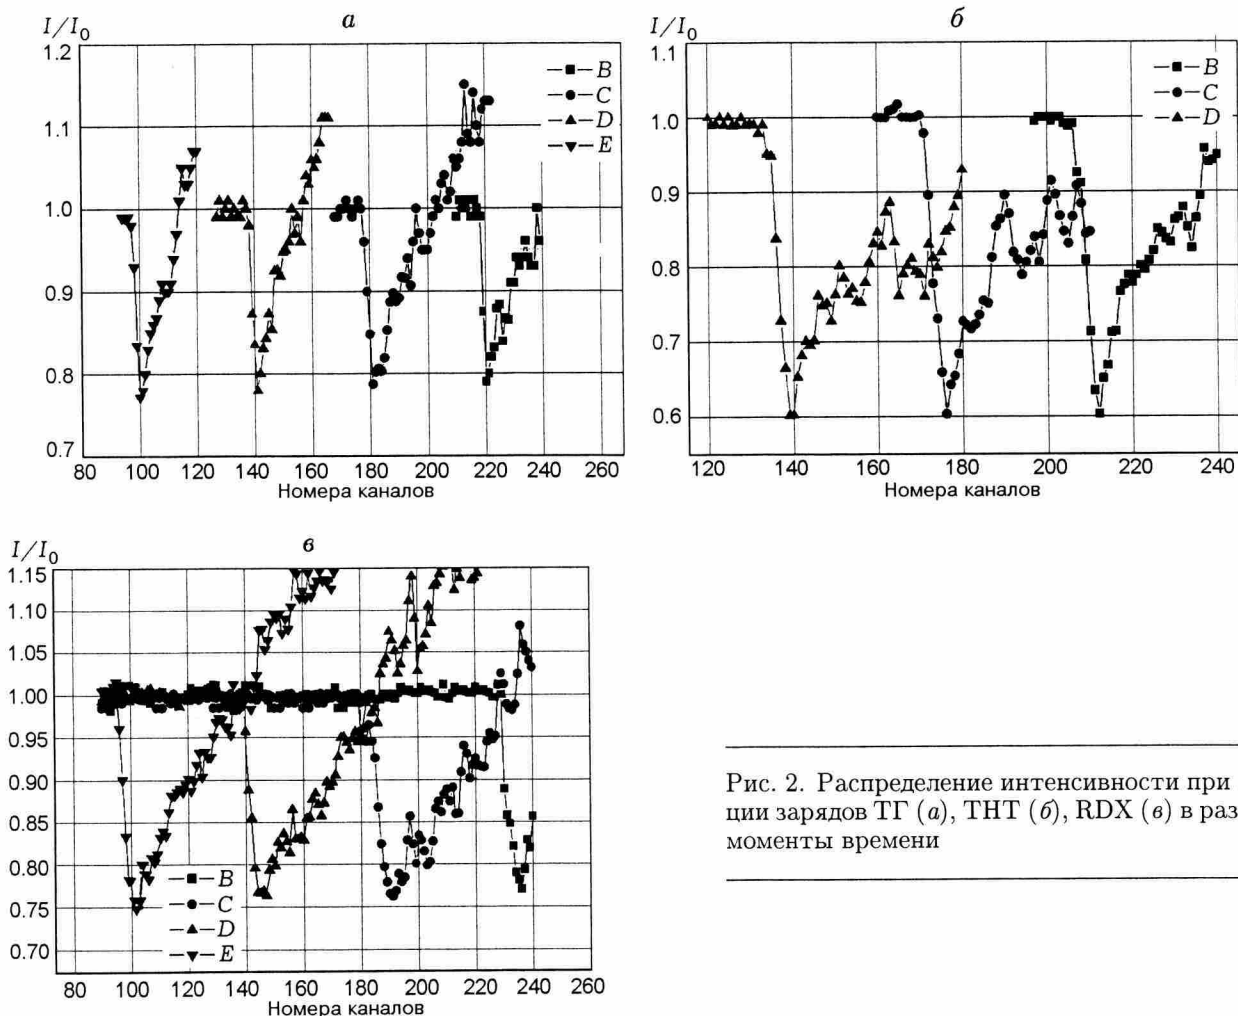 a
I/I0
1.2
1.1
1.0
0.9
0.8
0.7
B
C
D
E
80 100 120 140 160 180 200 220 240 260
Номера каналов
б
I/I0
1.1
1.0
0.9
0.8
0.7
0.6
B
C
D
120 140 160 180 200 220 240
Номера каналов
в
I/I0
1.15
1.10
1.05
1.00
0.95
0.90
0.85
0.80
0.75
0.70
B
C
D
E
80 100 120 140 160 180 200 220 240 260
Номера каналов
Рис. 2. Распределение интенсивности при
ции зарядов ТГ (а), ТНТ (б), RDX (в) в раз
моменты времени